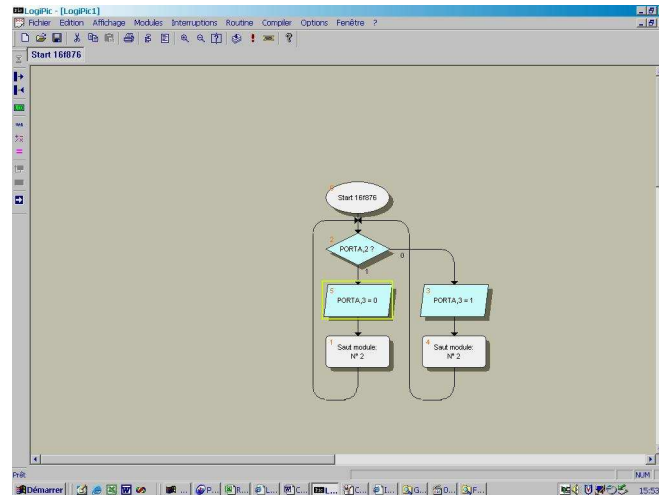 LogiPic - [LogiPic1]
Fichier Edition Affichage Modules Interruptions Routine Compiler Options Fenêtre ?
Start 16f876
Start 16f876
2
PORTA,2 ?
0
1
5
PORTA,3 = 0
3
PORTA,3 = 1
1
Saut module:
N° 2
4
Saut module:
N° 2
Prêt
NUM
Démarrer
15:53